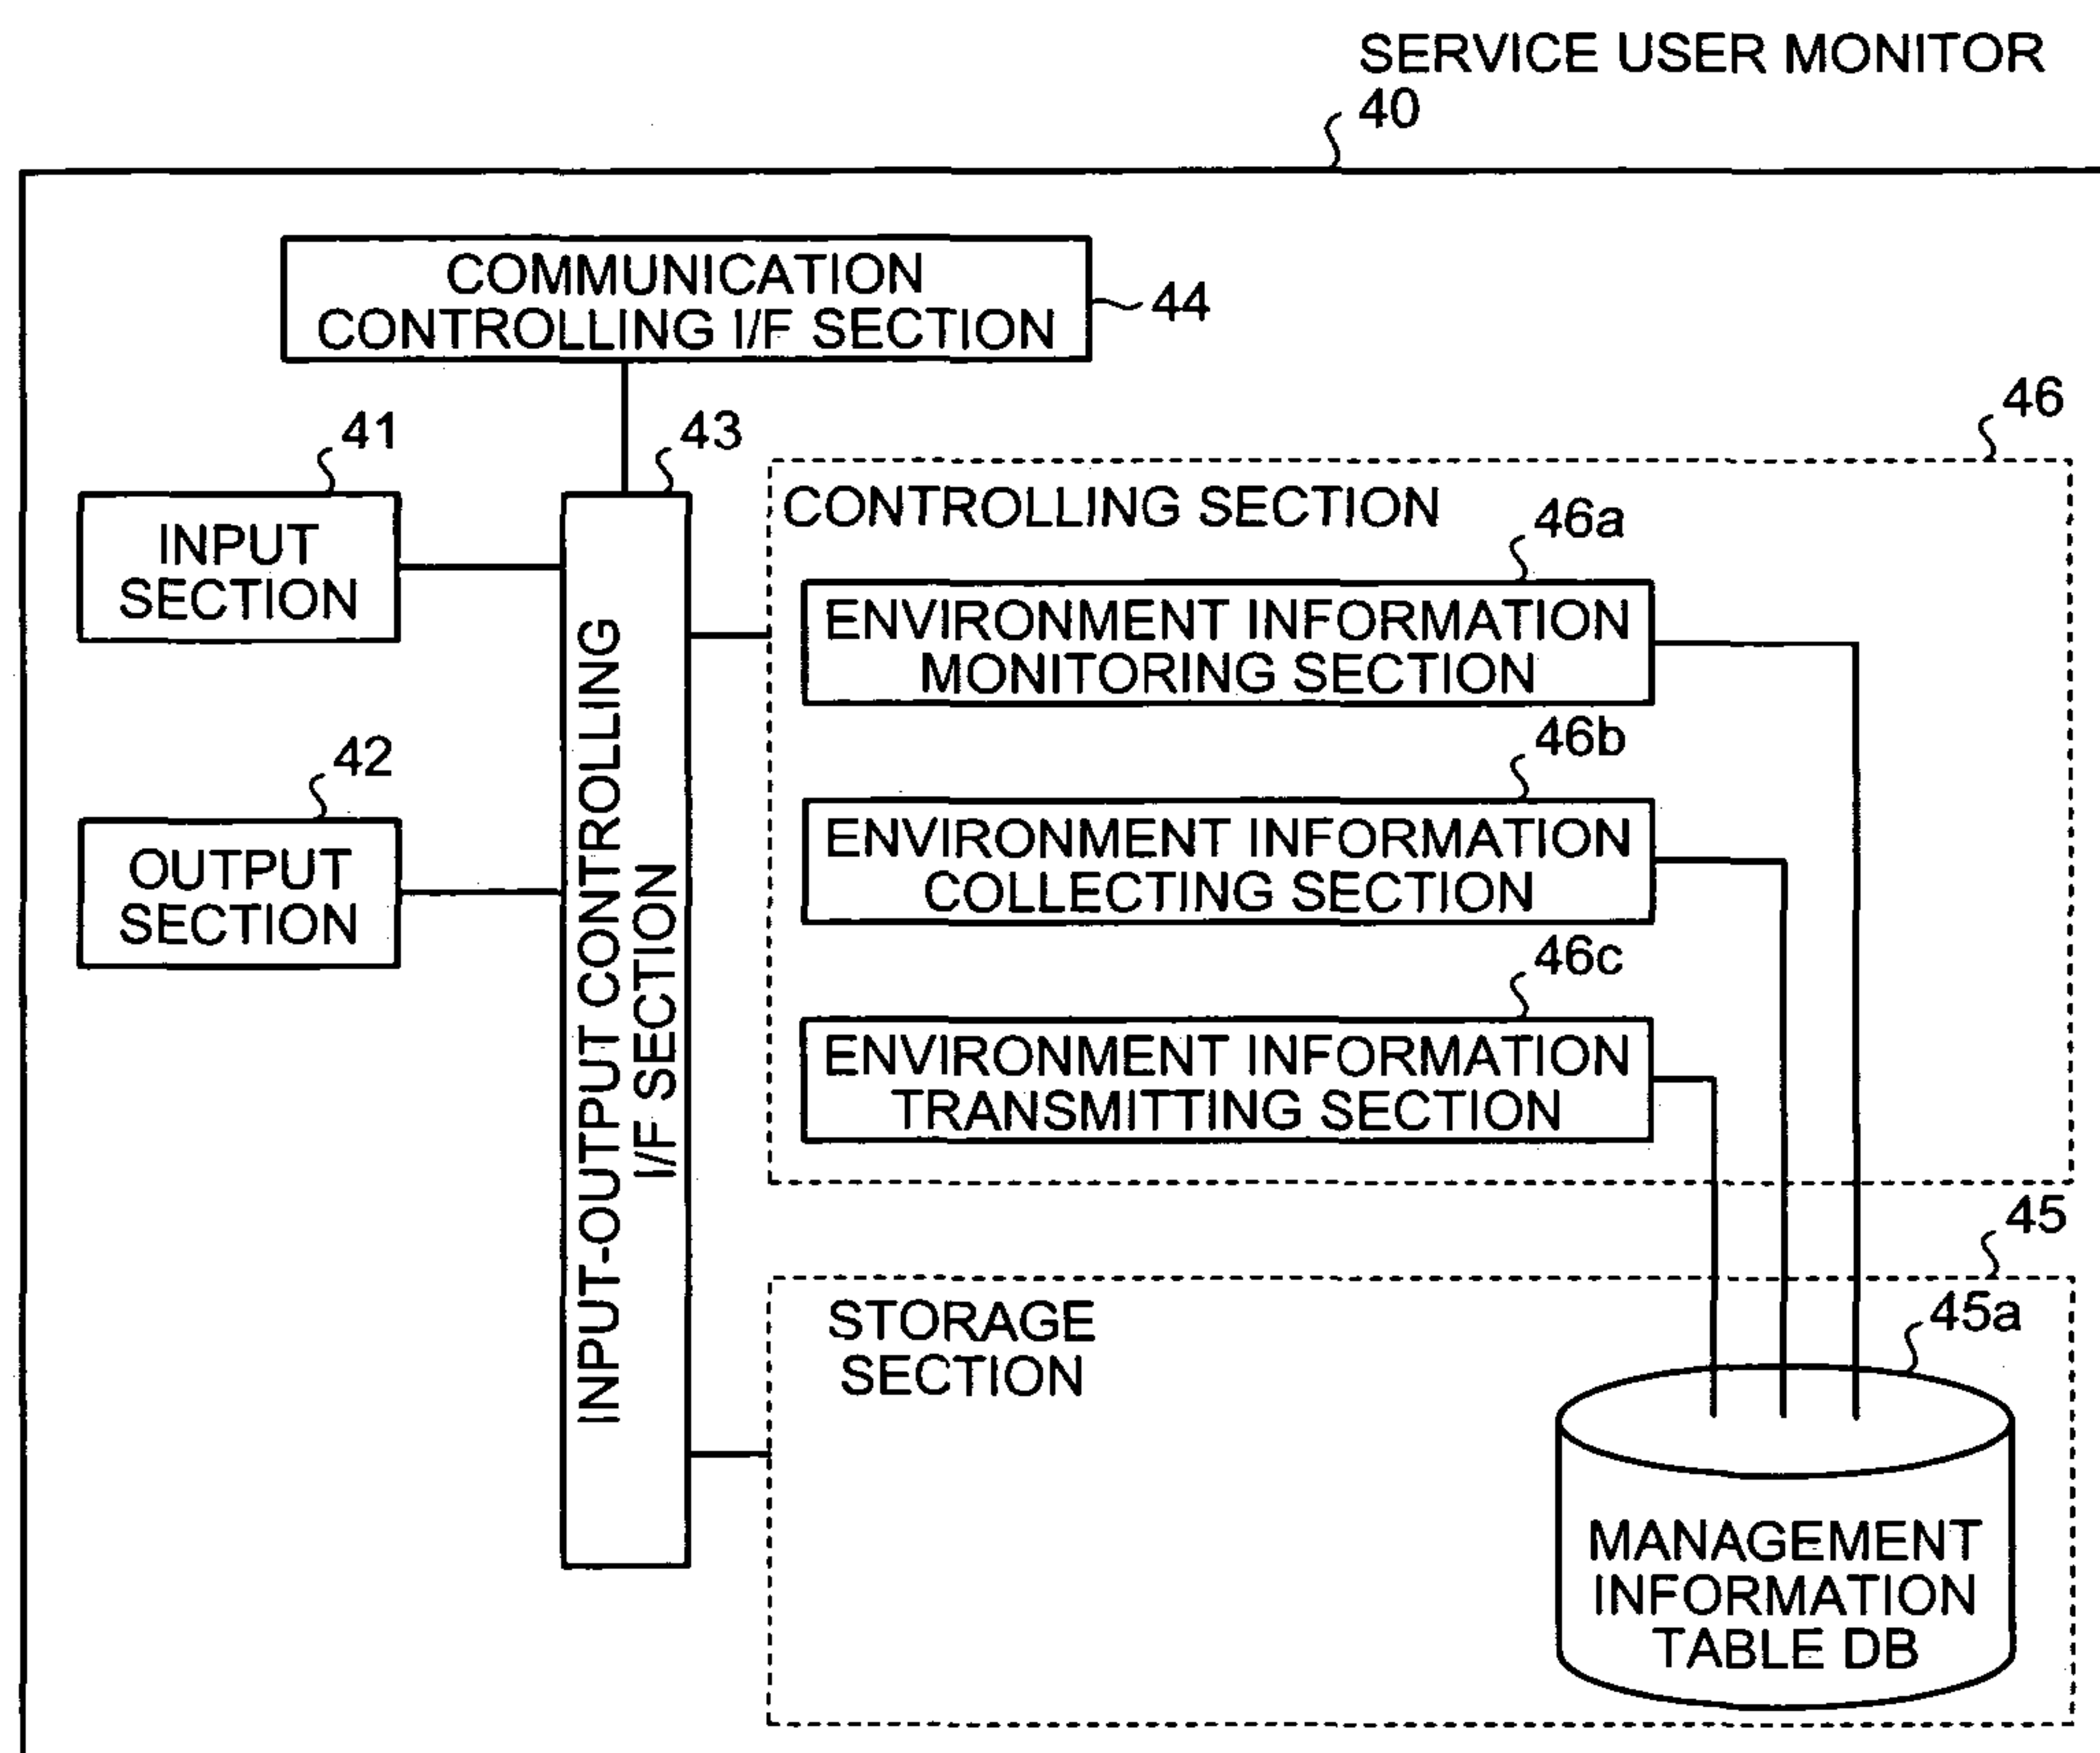 SERVICE USER MONITOR
40
COMMUNICATION
CONTROLLING I/F SECTION
44
41
INPUT
SECTION
42
OUTPUT
SECTION
43
INPUT-OUTPUT CONTROLLING
I/F SECTION
46
CONTROLLING SECTION
46a
ENVIRONMENT INFORMATION
MONITORING SECTION
46b
ENVIRONMENT INFORMATION
COLLECTING SECTION
46c
ENVIRONMENT INFORMATION
TRANSMITTING SECTION
45
STORAGE
SECTION
45a
MANAGEMENT
INFORMATION
TABLE DB